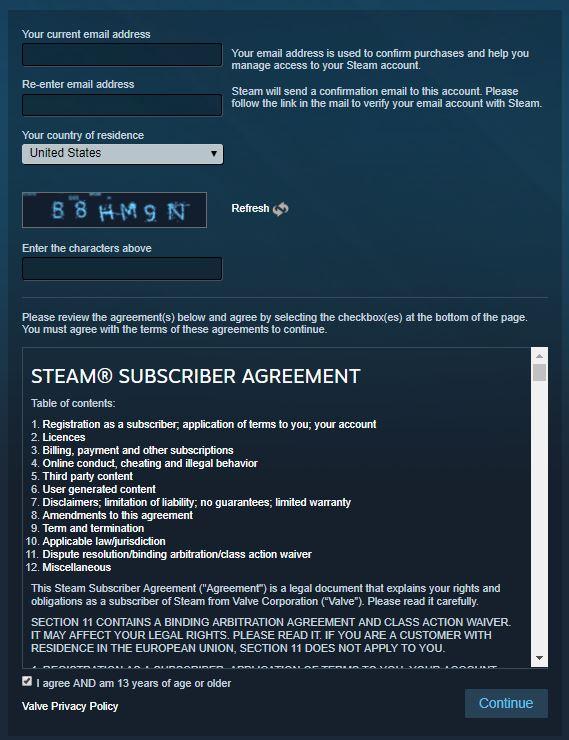 Your current email address
Your email address is used to confirm purchases and help you
manage access to your Steam account.
Re-enter email address
Steam will send a confirmation email to this account. Please
follow the link in the mail to verify your email account with Steam.
Your country of residence
United States
Refresh
Enter the characters above
Please review the agreement(s) below and agree by selecting the checkbox(es) at the bottom of the page.
You must agree with the terms of these agreements to continue.
STEAM® SUBSCRIBER AGREEMENT
Table of contents:
1. Registration as a subscriber; application of terms to you; your account
2. Licences
3. Billing, payment and other subscriptions
4. Online conduct, cheating and illegal behavior
5. Third party content
6. User generated content
7. Disclaimers; limitation of liability; no guarantees; limited warranty
8. Amendments to this agreement
9. Term and termination
10. Applicable law/jurisdiction
11. Dispute resolution/binding arbitration/class action waiver
12. Miscellaneous
This Steam Subscriber Agreement ("Agreement") is a legal document that explains your rights and
obligations as a subscriber of Steam from Valve Corporation ("Valve"). Please read it carefully.
SECTION 11 CONTAINS A BINDING ARBITRATION AGREEMENT AND CLASS ACTION WAIVER.
IT MAY AFFECT YOUR LEGAL RIGHTS. PLEASE READ IT. IF YOU ARE A CUSTOMER WITH
RESIDENCE IN THE EUROPEAN UNION, SECTION 11 DOES NOT APPLY TO YOU.
1. REGISTRATION AS A SUBSCRIBER; APPLICATION OF TERMS TO YOU; YOUR ACCOUNT
I agree AND am 13 years of age or older
Valve Privacy Policy
Continue